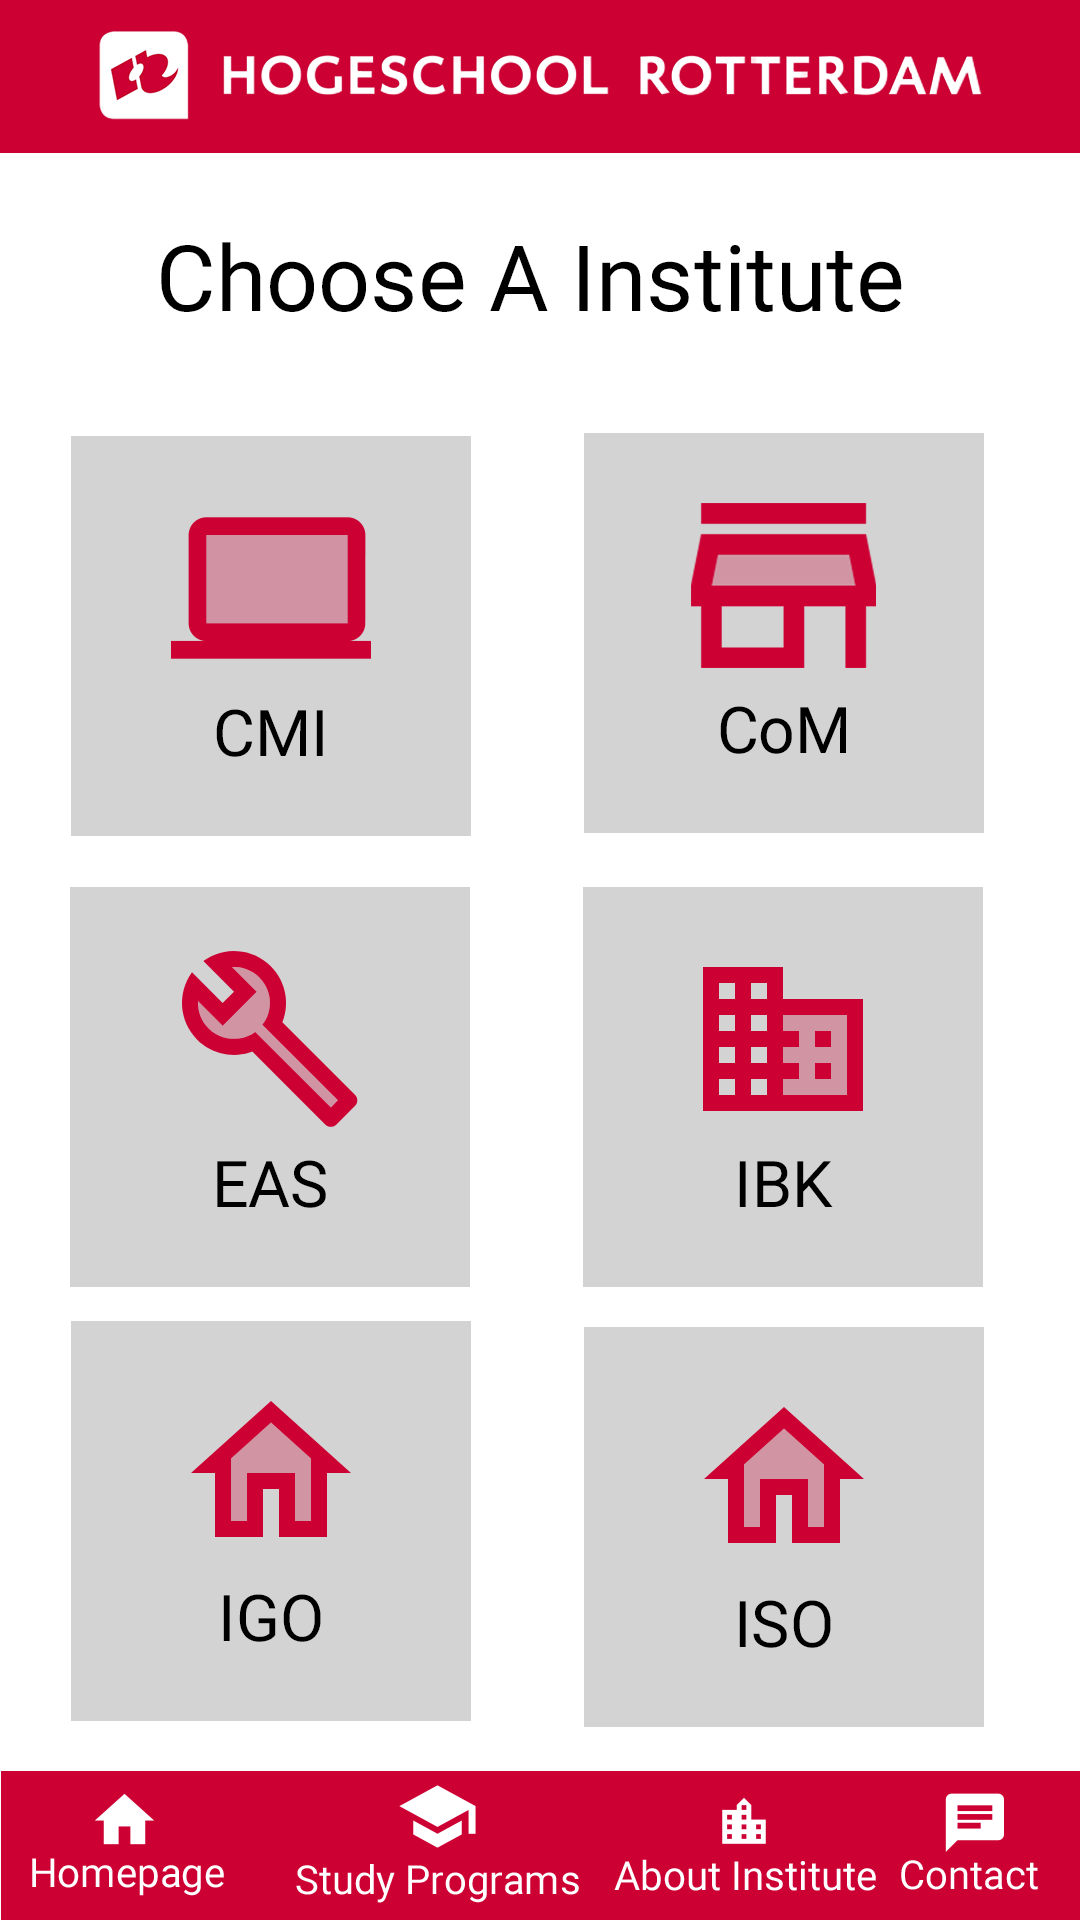 HOGESCHOOL ROTTERDAM
Choose A Institute
CMI
CoM
EAS
IBK
IGO
ISO
Homepage
Study Programs
About Institute
Contact